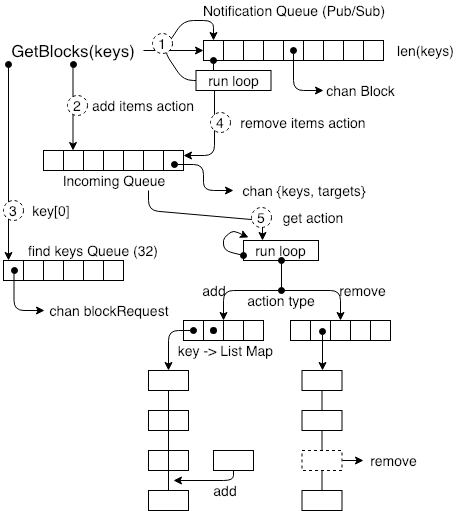 Notification Queue (Pub/Sub)
GetBlocks(keys)
1
len(keys)
run loop
chan Block
2 add items action
4 remove items action
Incoming Queue
chan {keys, targets}
3 key[0]
5 get action
find keys Queue (32)
run loop
chan blockRequest
add
action type
remove
key -> List Map
remove
add